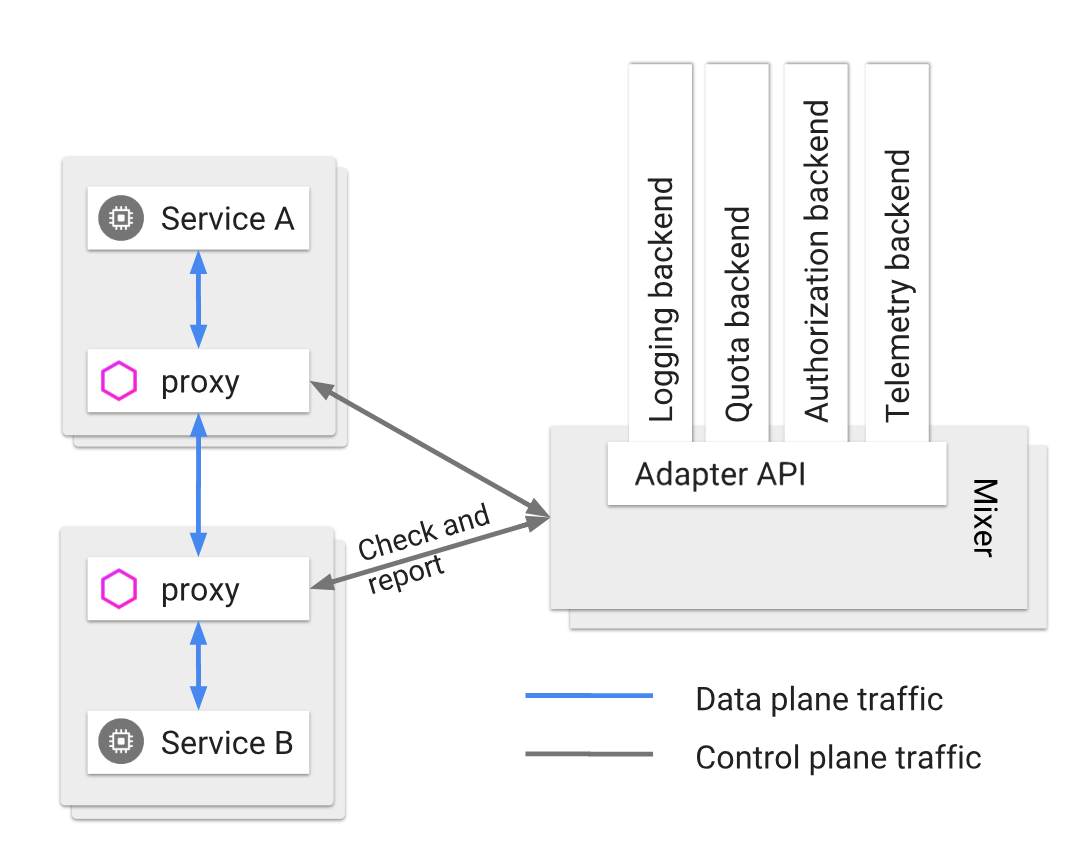 Service A
proxy
proxy
Service B
Check and
report
Logging backend
Quota backend
Authorization backend
Telemetry backend
Adapter API
Mixer
Data plane traffic
Control plane traffic